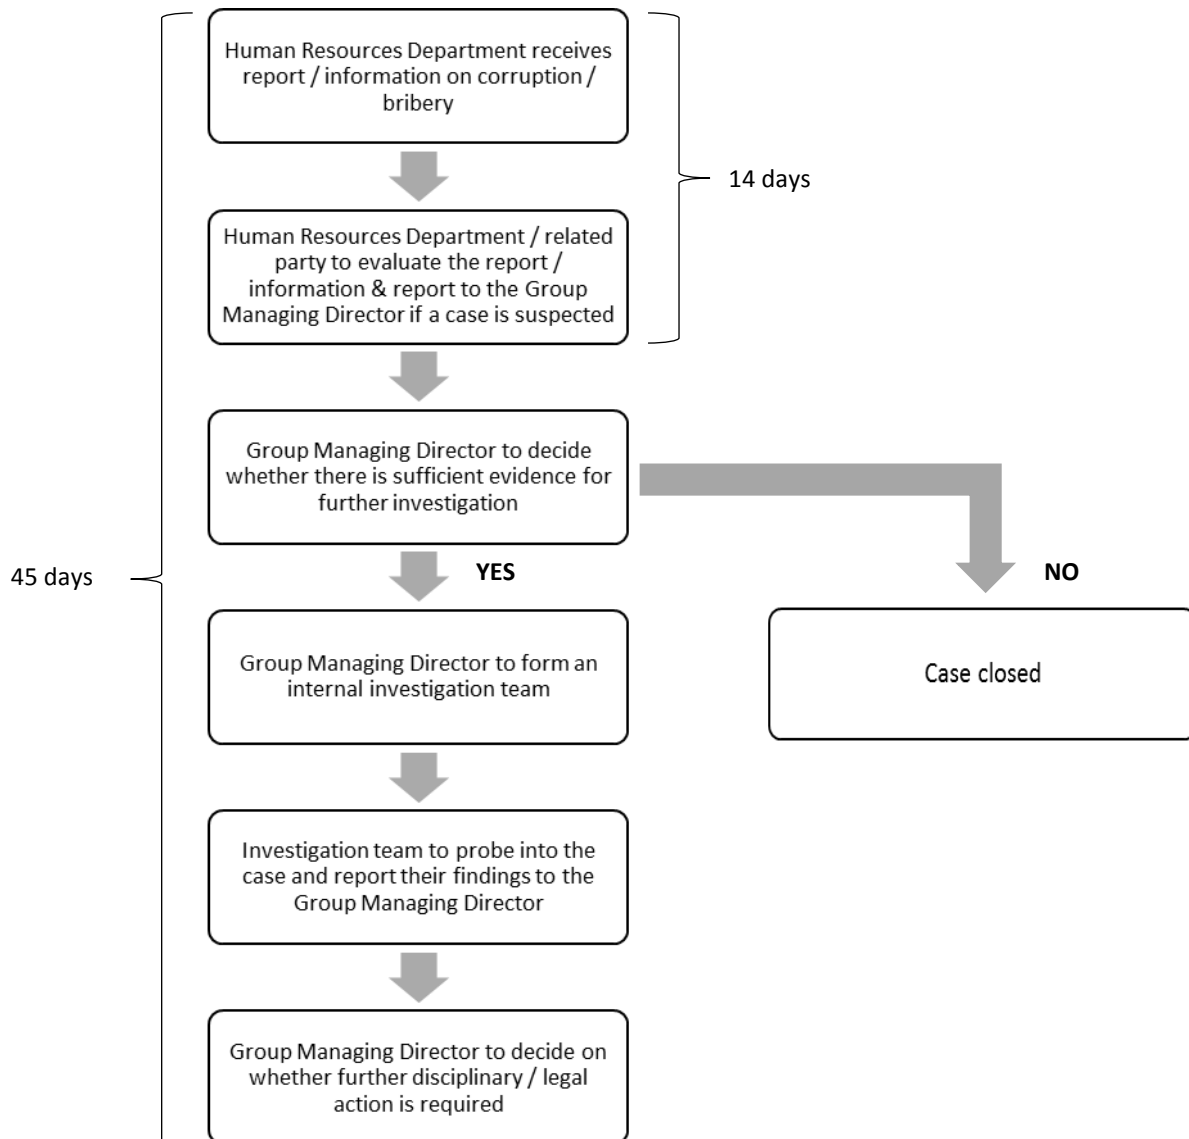 Human Resources Department receives
report / information on corruption /
bribery
14 days
Human Resources Department / related
party to evaluate the report /
information & report to the Group
Managing Director if a case is suspected
Group Managing Director to decide
whether there is sufficient evidence for
further investigation
45 days
YES
NO
Group Managing Director to form an
internal investigation team
Case closed
Investigation team to probe into the
case and report their findings to the
Group Managing Director
Group Managing Director to decide on
whether further disciplinary / legal
action is required